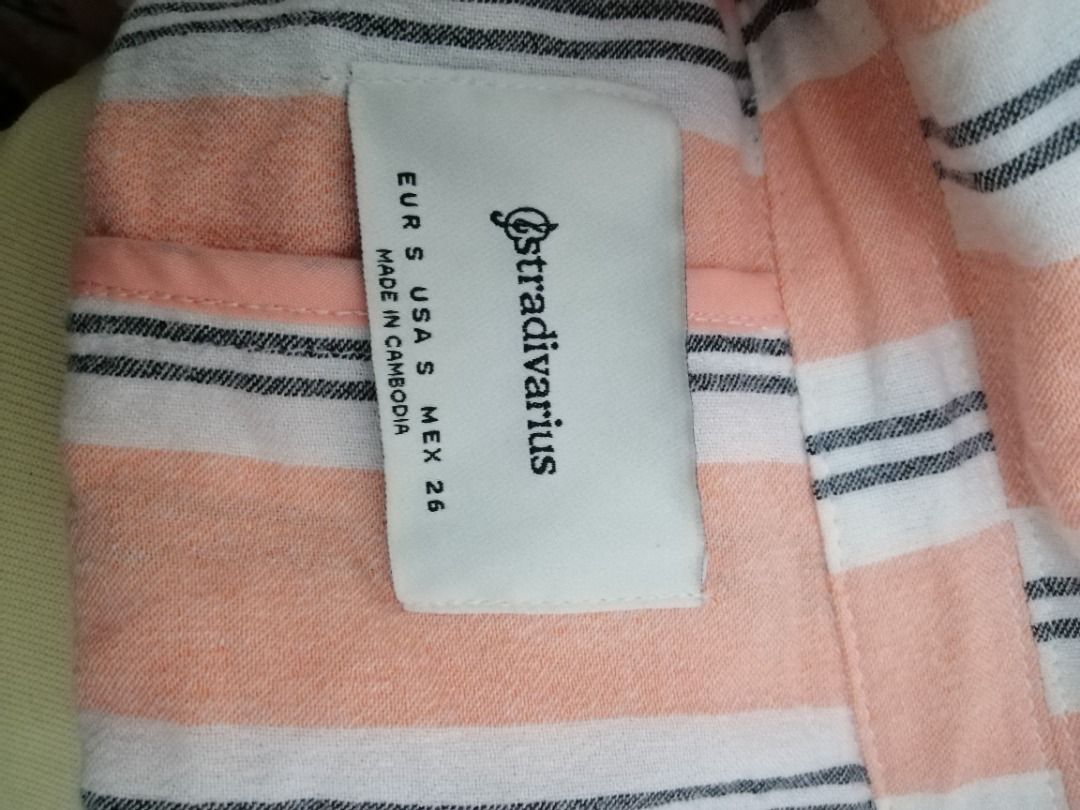 stradivarius
EUR S USA S MEX 26
MADE IN CAMBODIA